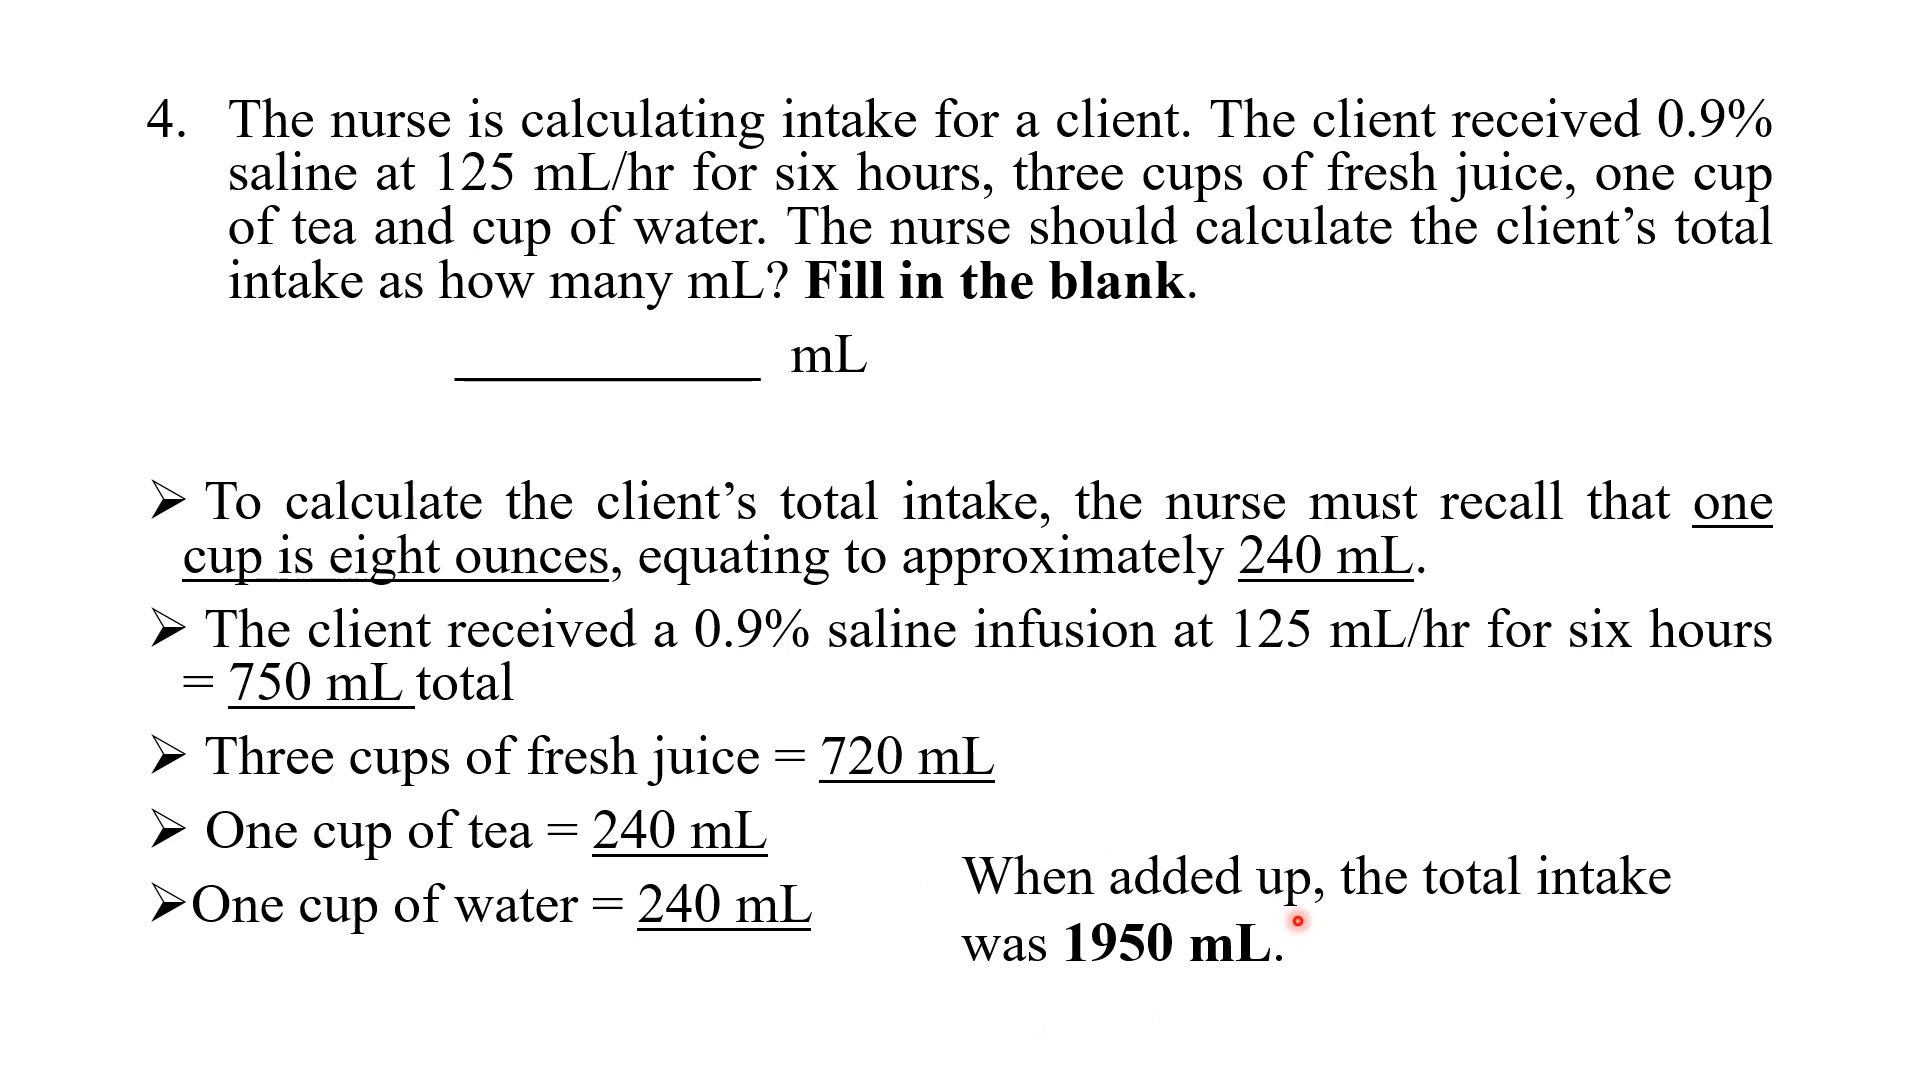 4. The nurse is calculating intake for a client. The client received 0.9%
saline at 125 mL/hr for six hours, three cups of fresh juice, one cup
of tea and cup of water. The nurse should calculate the client’s total
intake as how many mL? Fill in the blank.
___________ mL
➢ To calculate the client’s total intake, the nurse must recall that one
cup is eight ounces, equating to approximately 240 mL.
➢ The client received a 0.9% saline infusion at 125 mL/hr for six hours
= 750 mL total
➢ Three cups of fresh juice = 720 mL
➢ One cup of tea = 240 mL
➢One cup of water = 240 mL
When added up, the total intake
was 1950 mL.